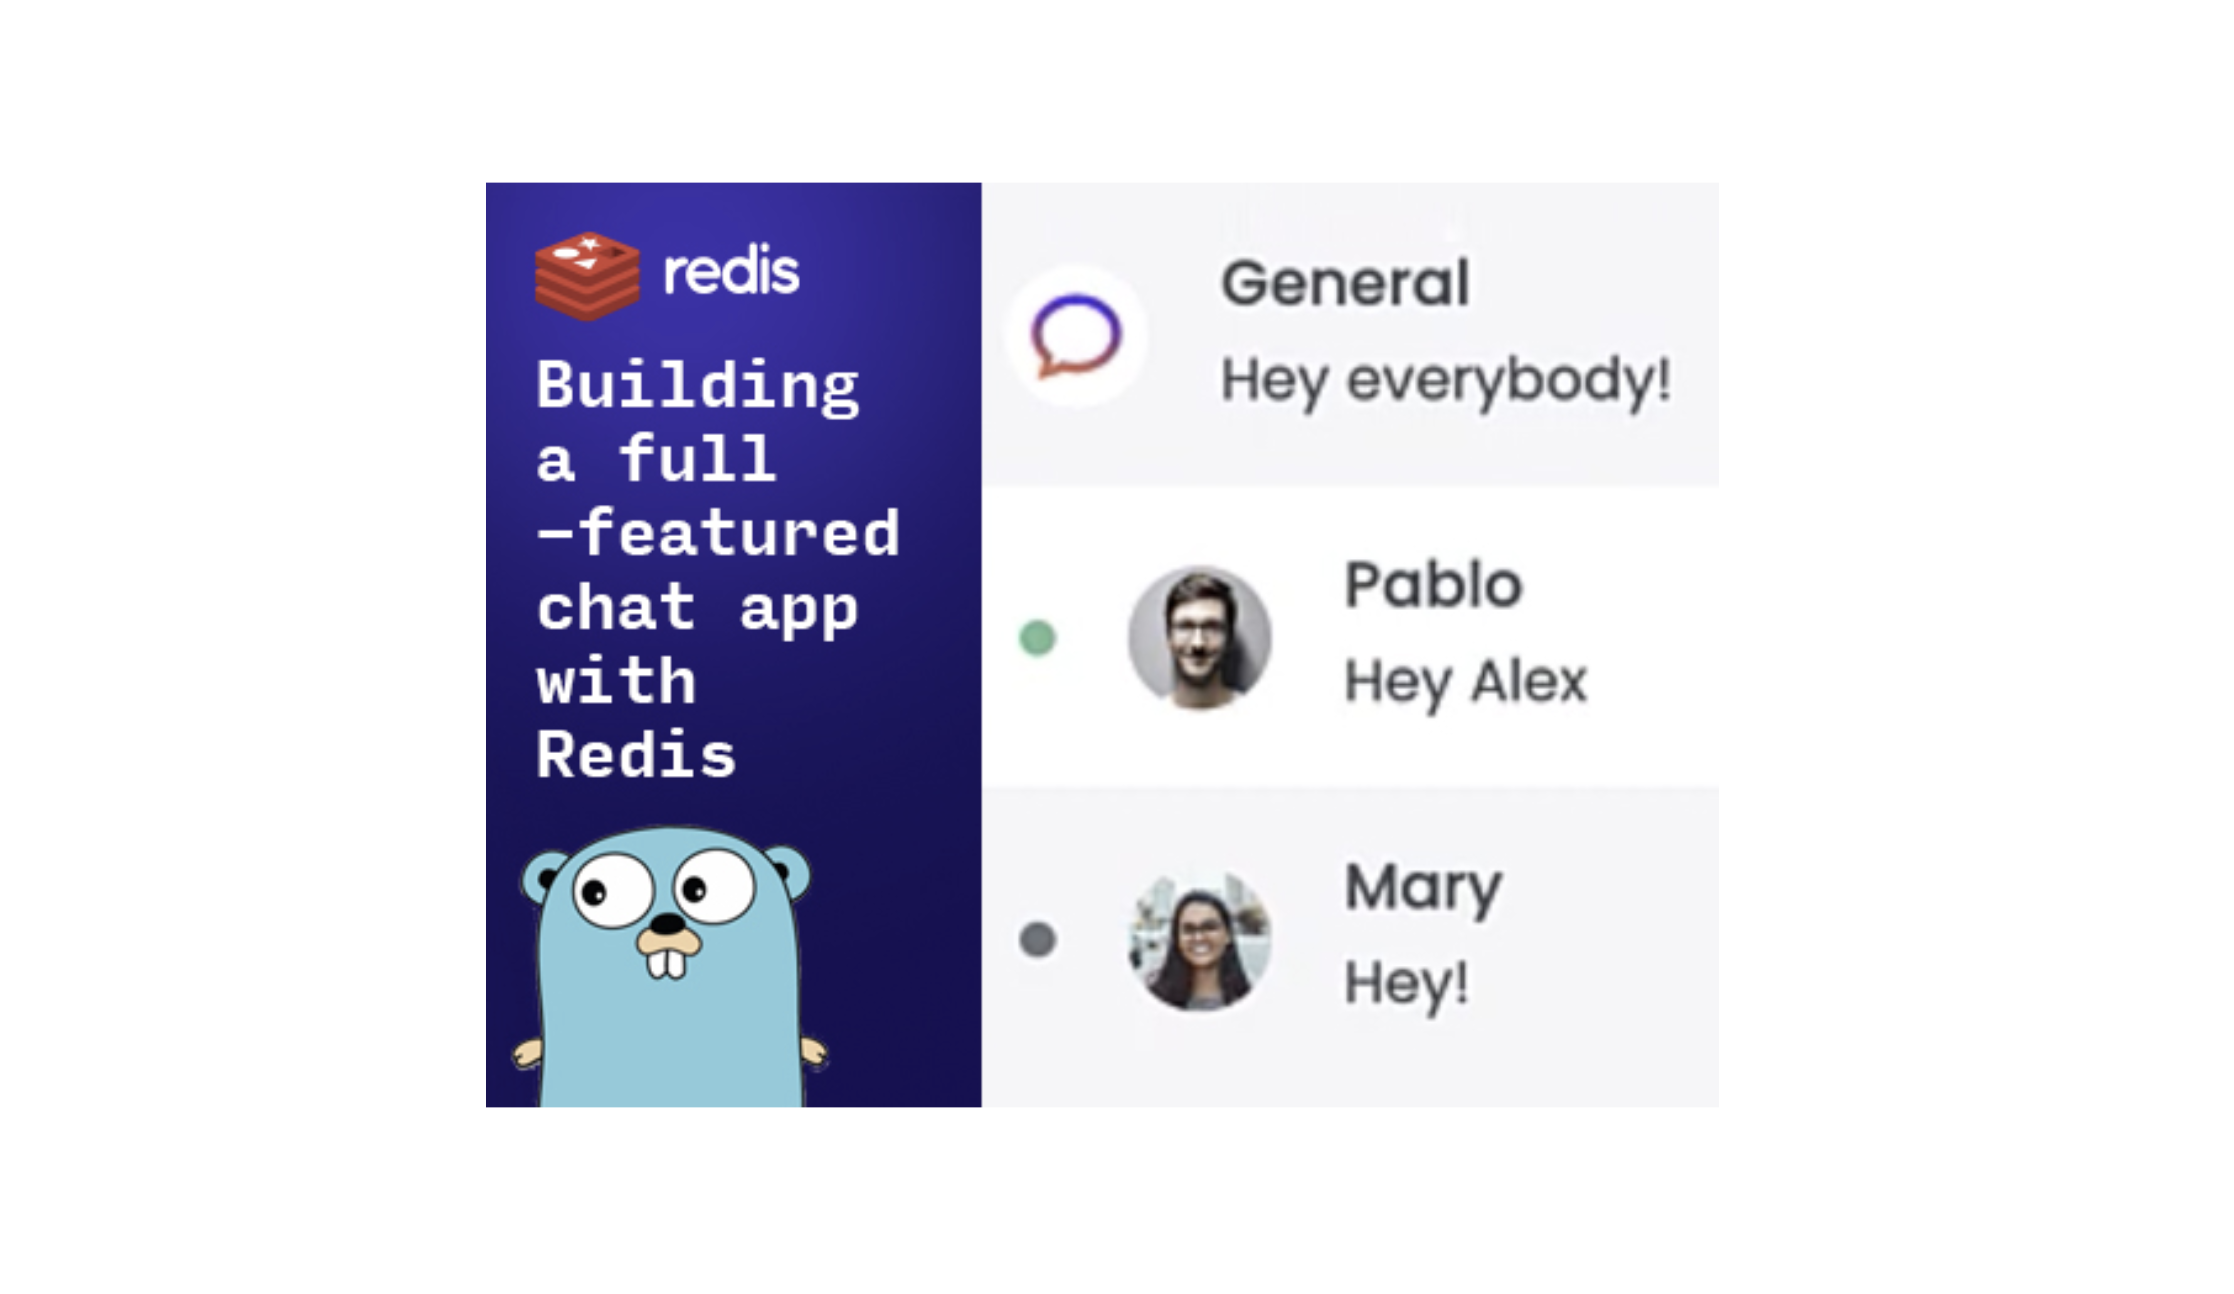 redis
Building
a full
–featured
chat app
with
Redis
General
Hey everybody!
Pablo
Hey Alex
Mary
Hey!